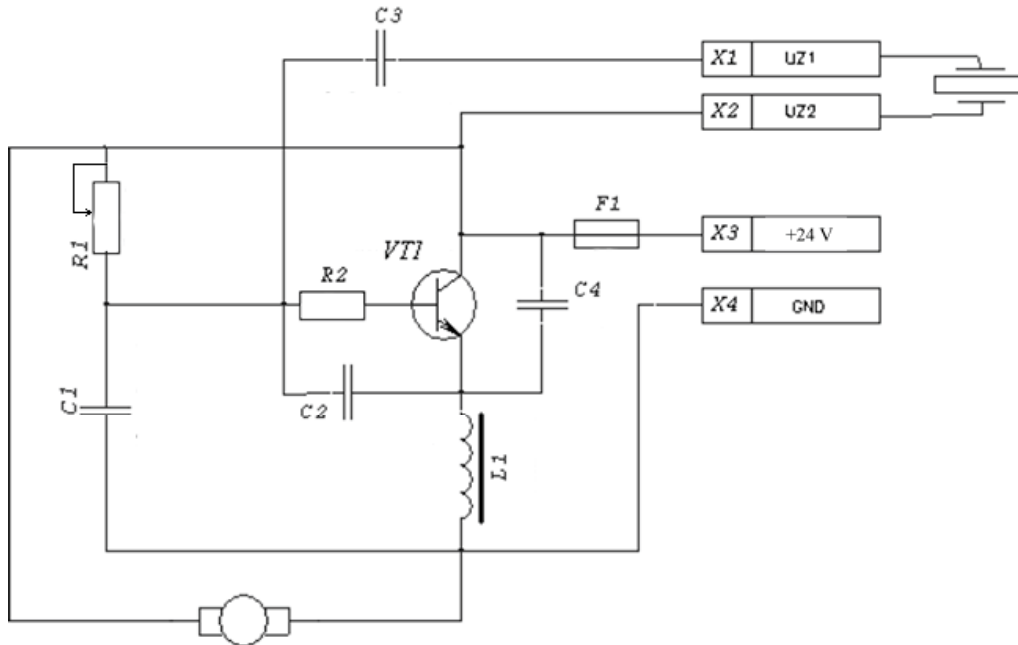 C3
X1 UZ1
X2 UZ2
R1
F1
X3 +24 V
VT1
R2
C4
X4 GND
C1
C2
L1